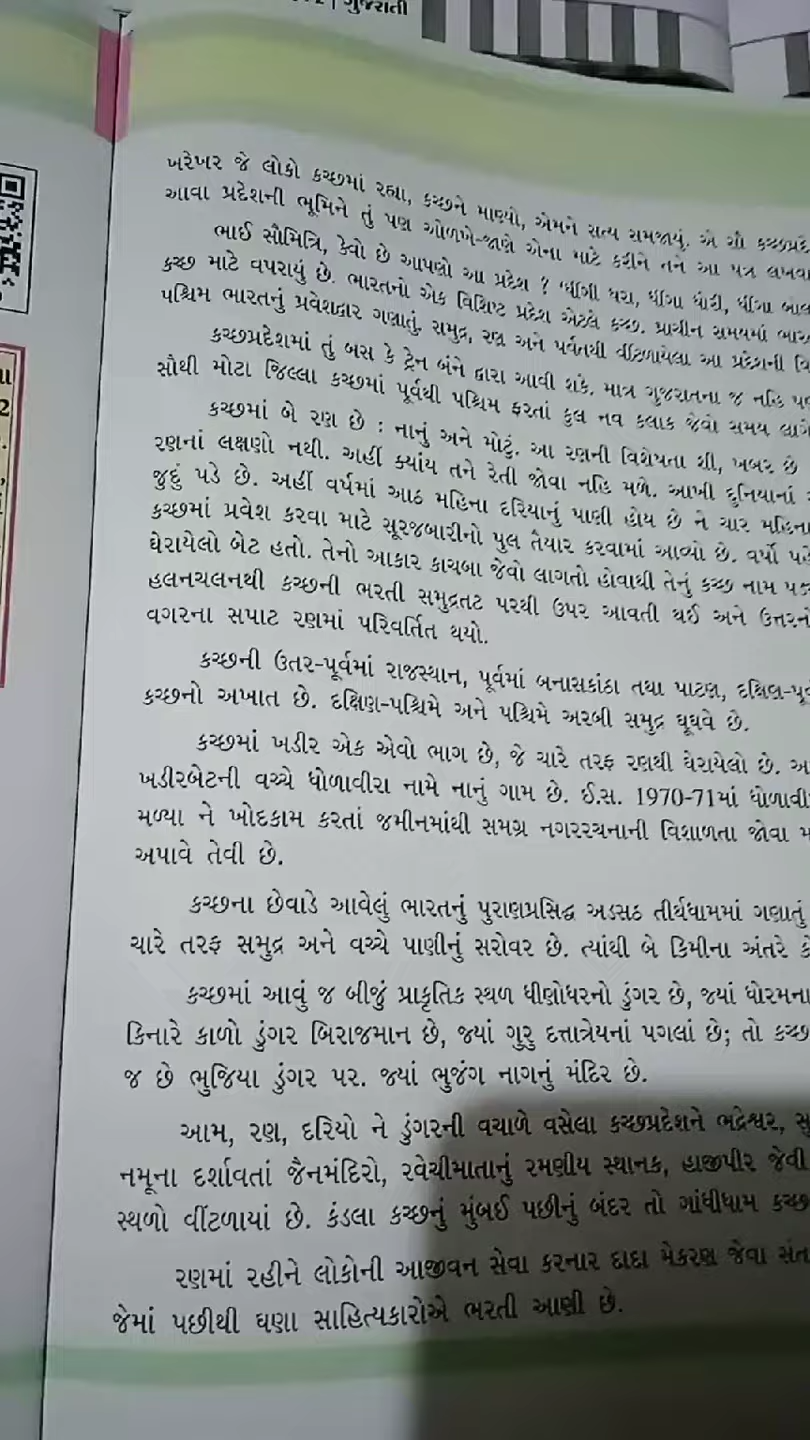 ગુજરાતી
ખરેખર જે લોકો કચ્છમાં રહ્યા, કચ્છને માણ્યો, એમને સત્ય સમજાયું. એ સૌ
આવા પ્રદેશની ભૂમિને તું પણ ઓળખે-જાણે એના માટે કરીને તને આ પત્ર
ભાઈ સૌમિત્રિ, કેવો છે આપણો આ પ્રદેશ ? ‘ધીંગી ધરા, ધીંગા ધોરી, ધીંગા
કચ્છ માટે વપરાયું છે. ભારતનો એક વિશિષ્ટ પ્રદેશ એટલે કચ્છ. પ્રાચીન સમયમાં
પશ્ચિમ ભારતનું પ્રવેશદ્વાર ગણાતું. સમુદ્ર, રણ અને પર્વતથી વીંટળાયેલા આ પ્રદેશની
કચ્છપ્રદેશમાં તું બસ કે ટ્રેન બંને દ્વારા આવી શકે. માત્ર ગુજરાતના જ નહિ
સૌથી મોટા જિલ્લા કચ્છમાં પૂર્વથી પશ્ચિમ ફરતાં કુલ નવ કલાક જેવો સમય
કચ્છમાં બે રણ છે : નાનું અને મોટું. આ રણની વિશેષતા શી, ખબર છે
રણનાં લક્ષણો નથી. અહીં ક્યાંય તને રેતી જોવા નહિ મળે. આખી દુનિયાનાં
જુદું પડે છે. અહીં વર્ષમાં આઠ મહિના દરિયાનું પાણી હોય છે ને ચાર મહિના
કચ્છમાં પ્રવેશ કરવા માટે સૂરજબારીનો પુલ તૈયાર કરવામાં આવ્યો છે. વર્ષો
ઘેરાયેલો બેટ હતો. તેનો આકાર કાચબા જેવો લાગતો હોવાથી તેનું કચ્છ નામ
હલનચલનથી કચ્છની ભરતી સમુદ્રતટ પરથી ઉપર આવતી થઈ અને
વગરના સપાટ રણમાં પરિવર્તિત થયો.
કચ્છની ઉતર-પૂર્વમાં રાજસ્થાન, પૂર્વમાં બનાસકાંઠા તથા પાટણ,
કચ્છનો અખાત છે. દક્ષિણ-પશ્ચિમે અને પશ્ચિમે અરબી સમુદ્ર ઘૂઘવે છે.
કચ્છમાં ખડીર એક એવો ભાગ છે, જે ચારે તરફ રણથી ઘેરાયેલો છે.
ખડીરબેટની વચ્ચે ધોળાવીરા નામે નાનું ગામ છે. ઈ.સ. 1970-71માં
મળ્યા ને ખોદકામ કરતાં જમીનમાંથી સમગ્ર નગરરચનાની વિશાળતા જોવા
અપાવે તેવી છે.
કચ્છના છેવાડે આવેલું ભારતનું પુરાણપ્રસિદ્ધ અડસઠ તીર્થધામમાં ગણાતું
ચારે તરફ સમુદ્ર અને વચ્ચે પાણીનું સરોવર છે. ત્યાંથી બે કિમીના અંતરે
કચ્છમાં આવું જ બીજું પ્રાકૃતિક સ્થળ ધીણોધરનો ડુંગર છે, જ્યાં ધોરમના
કિનારે કાળો ડુંગર બિરાજમાન છે, જ્યાં ગુરુ દત્તાત્રેયનાં પગલાં છે; તો કચ્છ
જ છે ભુજિયા ડુંગર પર. જ્યાં ભુજંગ નાગનું મંદિર છે.
આમ, રણ, દરિયો ને ડુંગરની વચાળે વસેલા કચ્છપ્રદેશને ભદ્રેશ્વર,
નમૂના દર્શાવતાં જૈનમંદિરો, રવેચીમાતાનું રમણીય સ્થાનક, હાજીપીર જેવી
સ્થળો વીંટળાયાં છે. કંડલા કચ્છનું મુંબઈ પછીનું બંદર તો ગાંધીધામ કચ્છ
રણમાં રહીને લોકોની આજીવન સેવા કરનાર દાદા મેકરણ જેવા સંત
જેમાં પછીથી ઘણા સાહિત્યકારોએ ભરતી આણી છે.